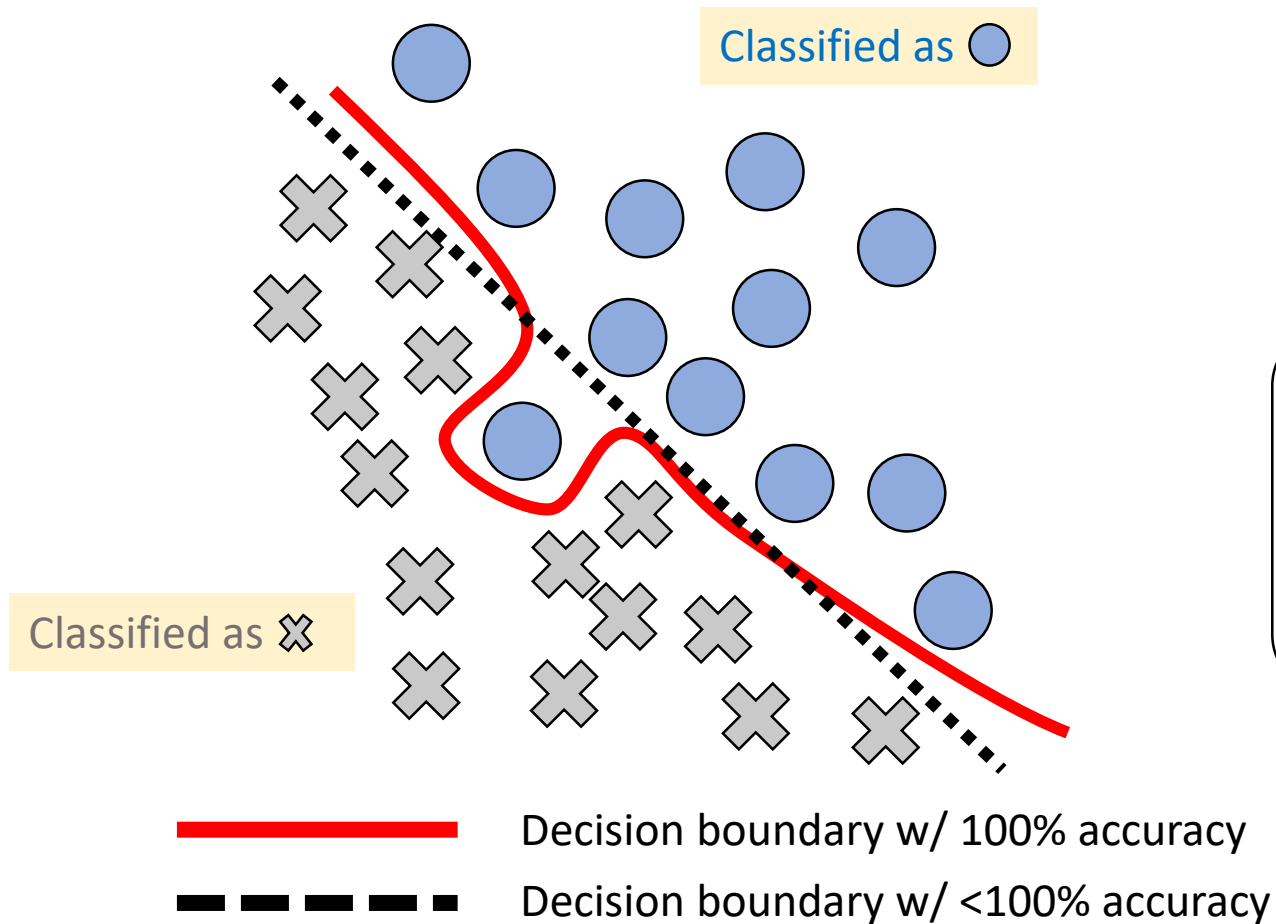 Classified as
Classified as
Decision boundary w/ 100% accuracy
Decision boundary w/ <100% accuracy